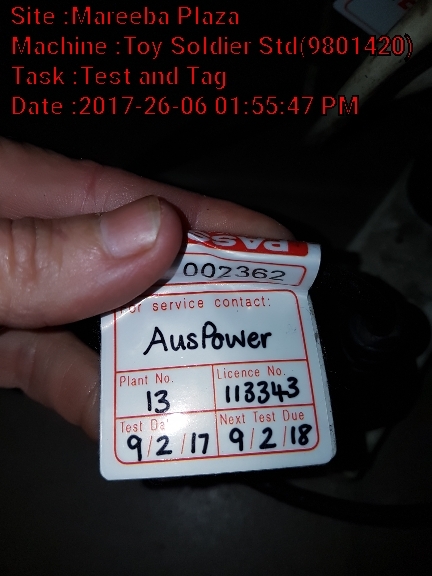 Site :Mareeba Plaza
Machine :Toy Soldier Std(9801420)
Task :Test and Tag
Date :2017-26-06 01:55:47 PM
PASS
002362
For service contact:
AusPower
Plant No. Licence No.
13 113343
Test Da Next Test Due
9/2/17 9/2/18